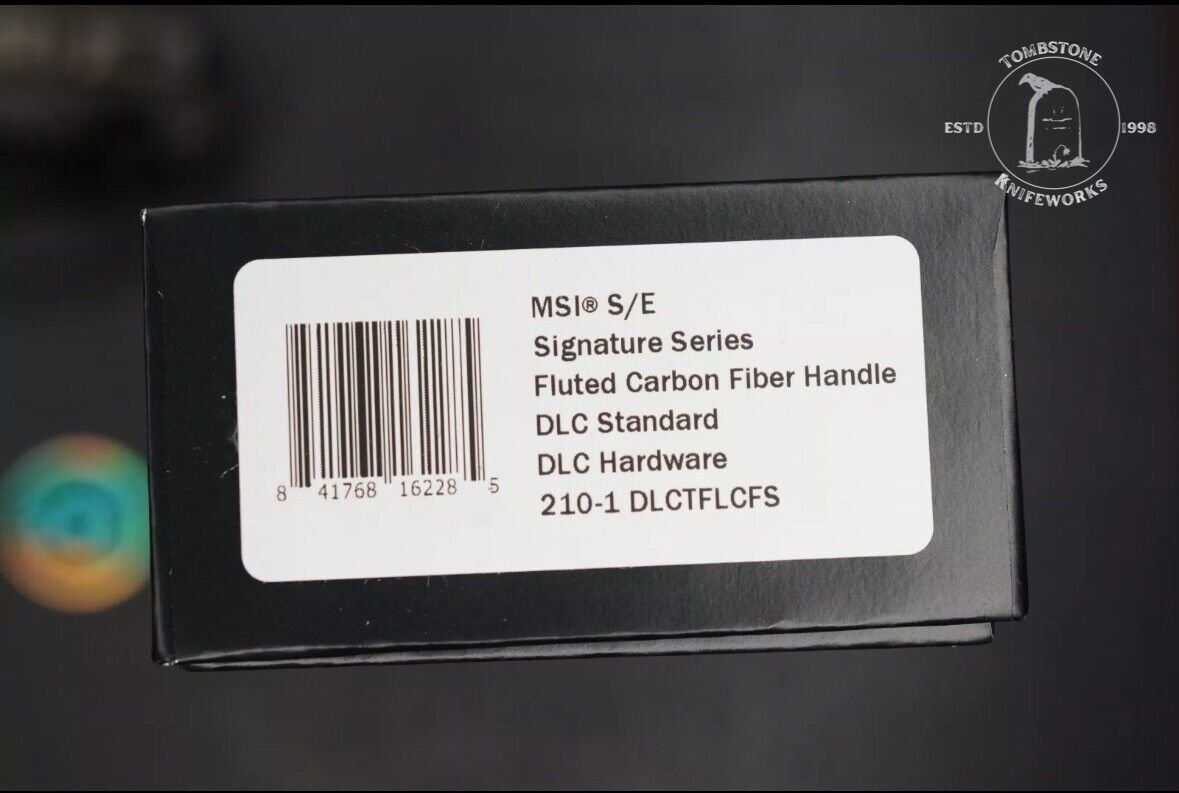 TOMBSTONE
ESTD 1998
KNIFEWORKS
MSI® S/E
Signature Series
Fluted Carbon Fiber Handle
DLC Standard
DLC Hardware
210-1 DLCTFLCFS
8 41768 16228 5